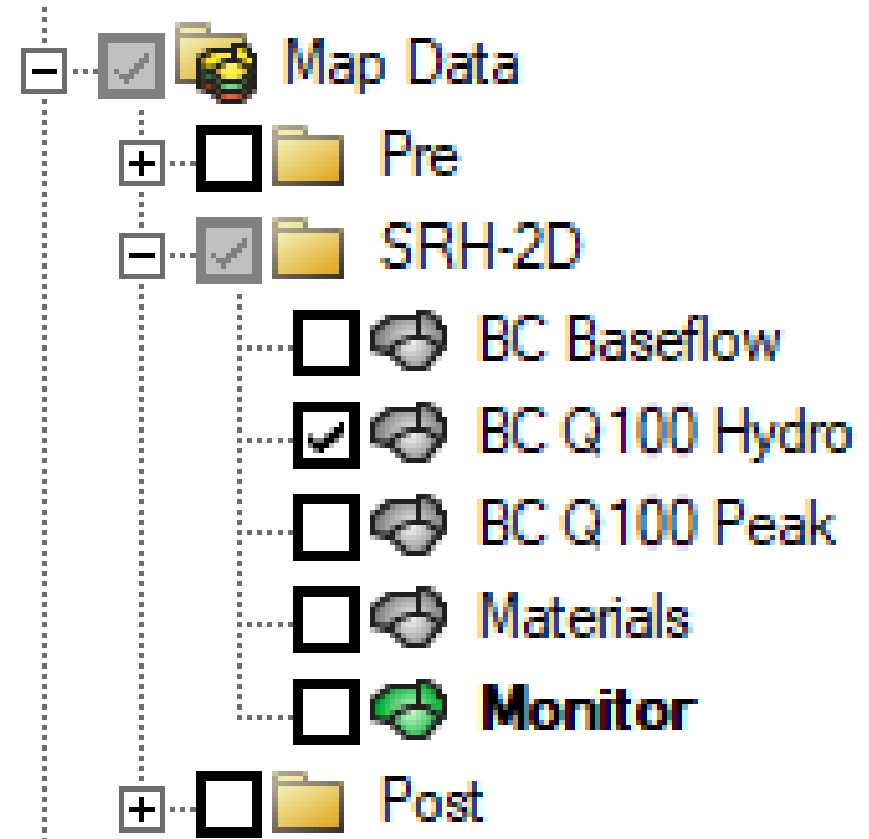 Map Data
Pre
SRH-2D
BC Baseflow
BC Q100 Hydro
BC Q100 Peak
Materials
Monitor
Post